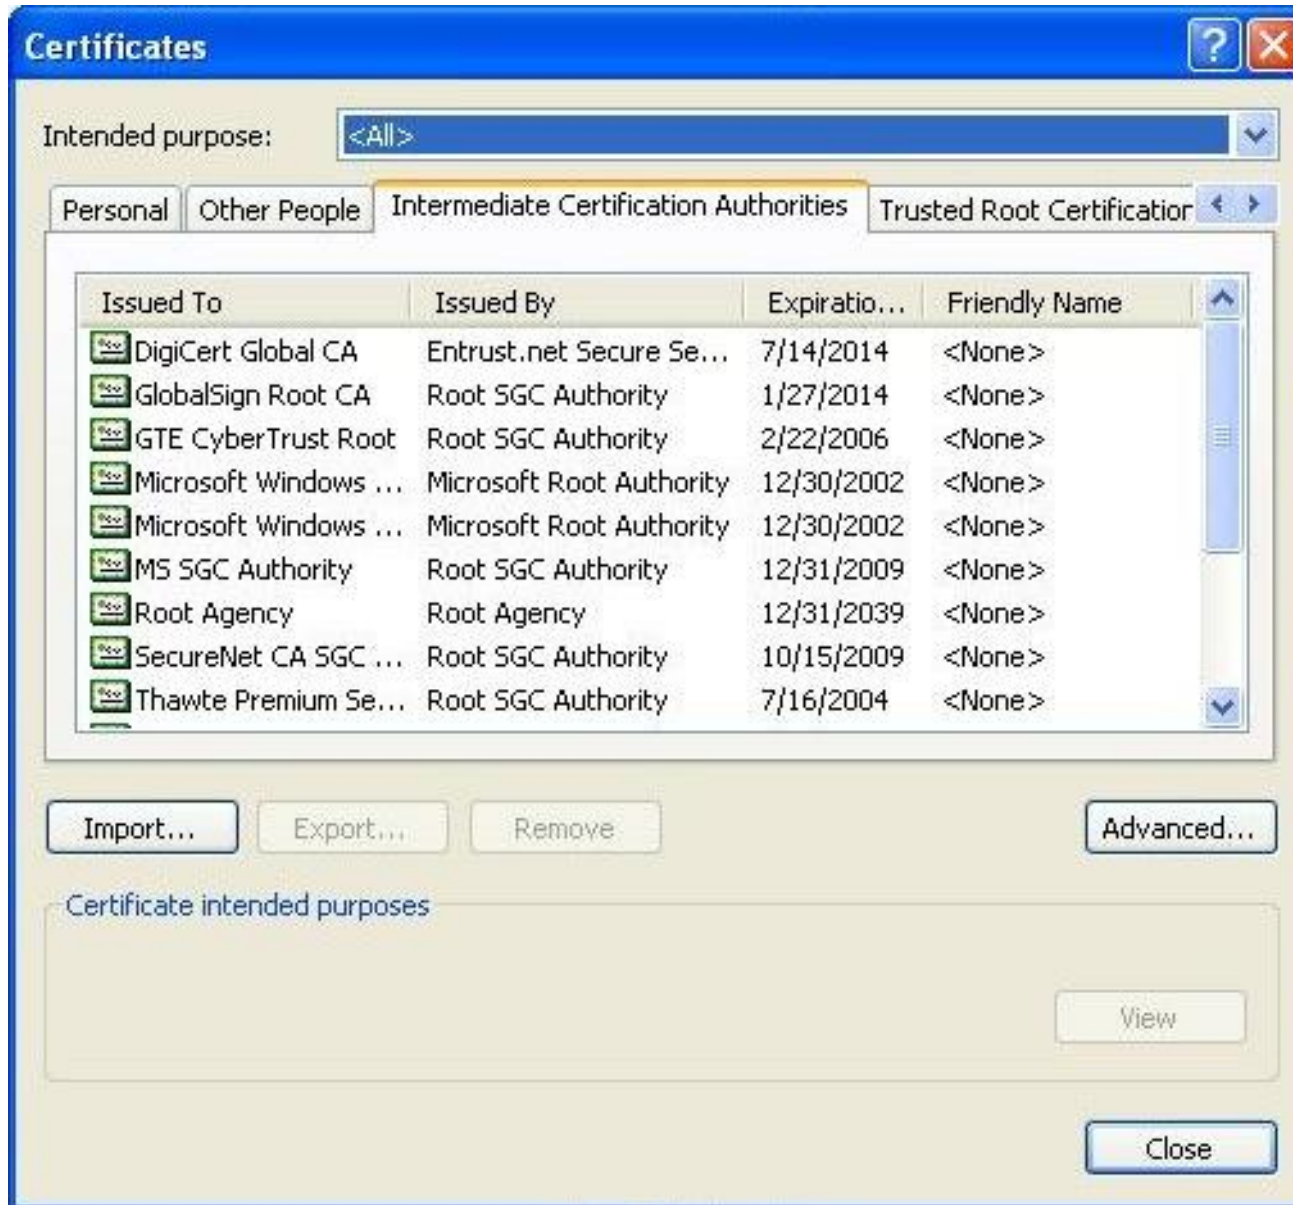 Certificates
Intended purpose: <All>
Personal Other People Intermediate Certification Authorities Trusted Root Certification
Issued To Issued By Expiratio... Friendly Name
DigiCert Global CA Entrust.net Secure Se... 7/14/2014 <None>
GlobalSign Root CA Root SGC Authority 1/27/2014 <None>
GTE CyberTrust Root Root SGC Authority 2/22/2006 <None>
Microsoft Windows ... Microsoft Root Authority 12/30/2002 <None>
Microsoft Windows ... Microsoft Root Authority 12/30/2002 <None>
MS SGC Authority Root SGC Authority 12/31/2009 <None>
Root Agency Root Agency 12/31/2039 <None>
SecureNet CA SGC ... Root SGC Authority 10/15/2009 <None>
Thawte Premium Se... Root SGC Authority 7/16/2004 <None>
Import... Export... Remove Advanced...
Certificate intended purposes
View
Close